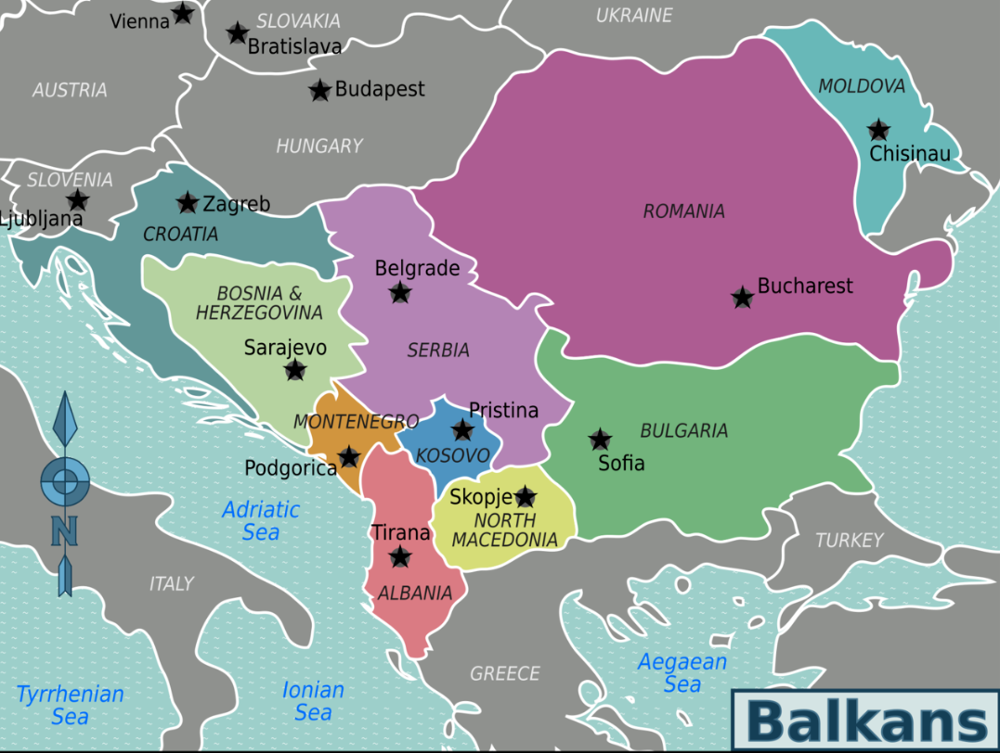 Vienna
SLOVAKIA
Bratislava
UKRAINE
AUSTRIA
Budapest
HUNGARY
MOLDOVA
Chisinau
SLOVENIA
Ljubljana
Zagreb
CROATIA
ROMANIA
Belgrade
Bucharest
BOSNIA &
HERZEGOVINA
Sarajevo
SERBIA
MONTENEGRO
Pristina
KOSOVO
BULGARIA
Sofia
Podgorica
Skopje
NORTH
MACEDONIA
Adriatic
Sea
N
Tirana
ALBANIA
TURKEY
ITALY
GREECE
Aegaean
Sea
Tyrrhenian
Sea
Ionian
Sea
Balkans